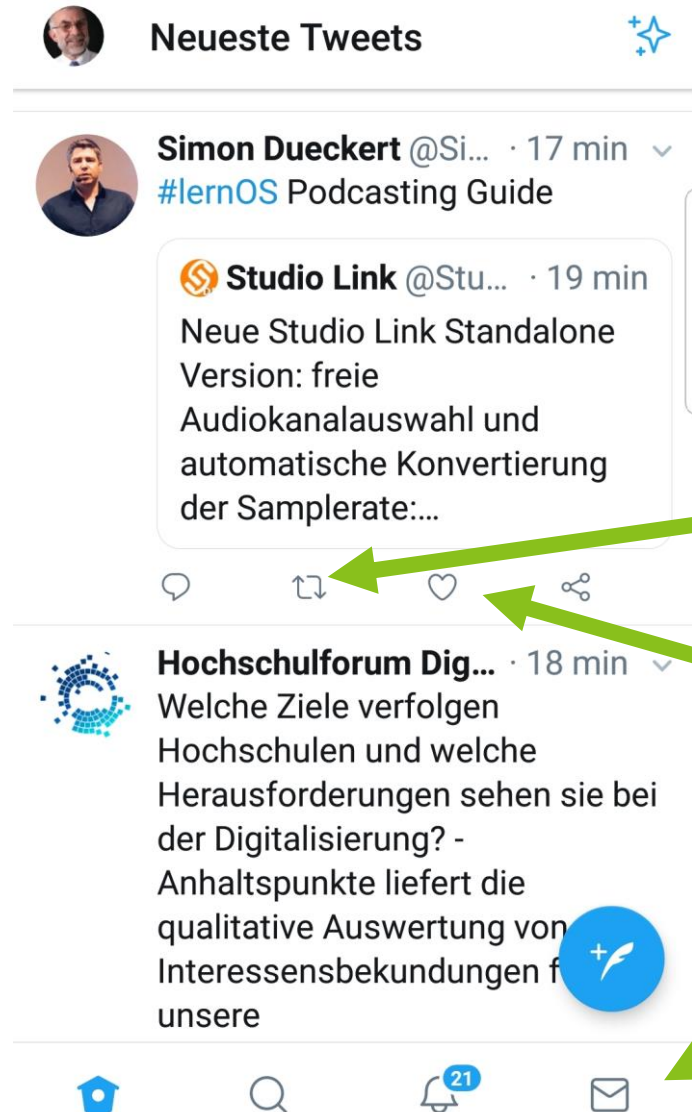 Neueste Tweets
Simon Dueckert @Si... · 17 min
#lernOS Podcasting Guide
Studio Link @Stu... · 19 min
Neue Studio Link Standalone
Version: freie
Audiokanalauswahl und
automatische Konvertierung
der Samplerate:...
Hochschulforum Dig... · 18 min
Welche Ziele verfolgen
Hochschulen und welche
Herausforderungen sehen sie bei
der Digitalisierung? -
Anhaltspunkte liefert die
qualitative Auswertung von
Interessensbekundungen f
unsere
21